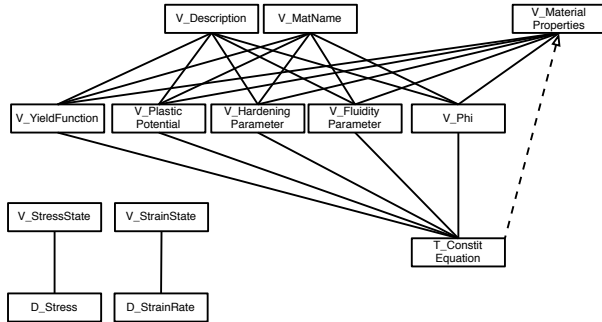 V_Description
V_MatName
V_Material
Properties
V_YieldFunction
V_Plastic
Potential
V_Hardening
Parameter
V_Fluidity
Parameter
V_Phi
V_StressState
V_StrainState
T_Constit
Equation
D_Stress
D_StrainRate